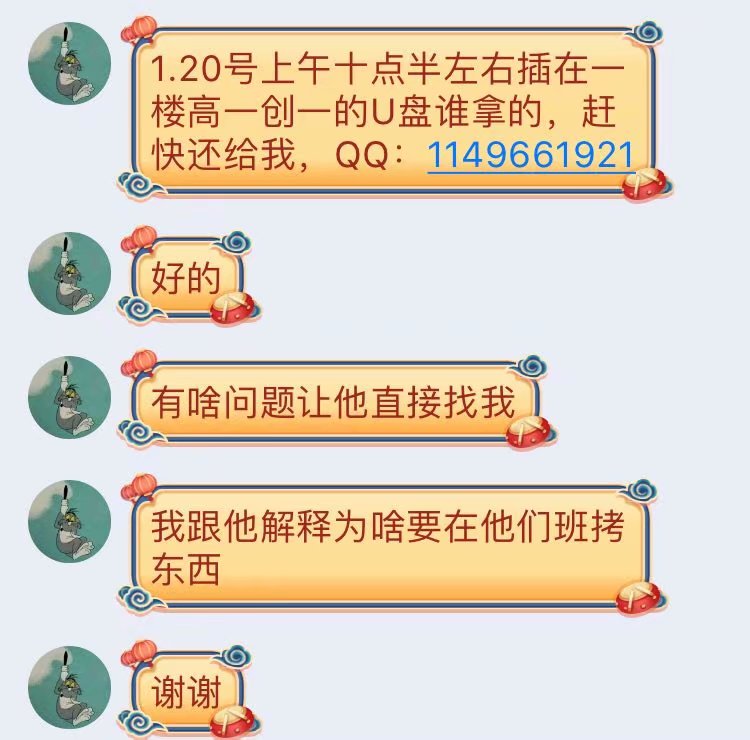 1.20号上午十点半左右插在一
楼高一创一的U盘谁拿的，赶
快还给我，QQ：1149661921
好的
有啥问题让他直接找我
我跟他解释为啥要在他们班拷
东西
谢谢